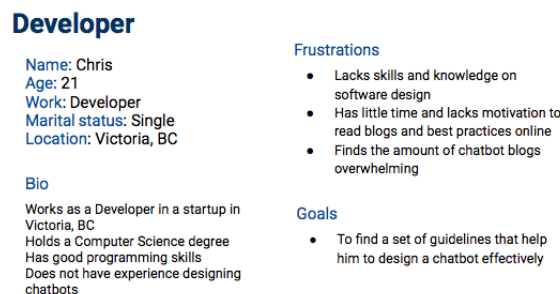 Developer
Name: Chris
Age: 21
Work: Developer
Marital status: Single
Location: Victoria, BC
Bio
Works as a Developer in a startup in
Victoria, BC
Holds a Computer Science degree
Has good programming skills
Does not have experience designing
chatbots
Frustrations
● Lacks skills and knowledge on
software design
● Has little time and lacks motivation to
read blogs and best practices online
● Finds the amount of chatbot blogs
overwhelming
Goals
● To find a set of guidelines that help
him to design a chatbot effectively